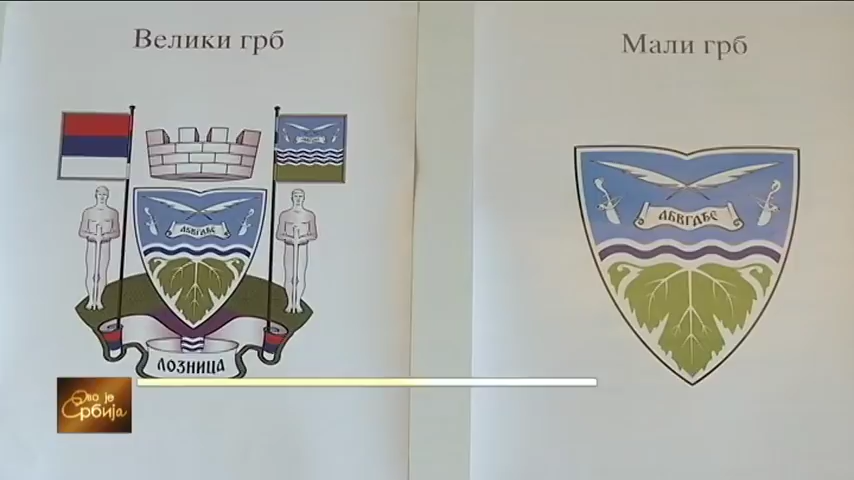 Велики грб
Мали грб
АБВГДЂЕ
АБВГДЂЕ
ЛОЗНИЦА
Ово је
Србија